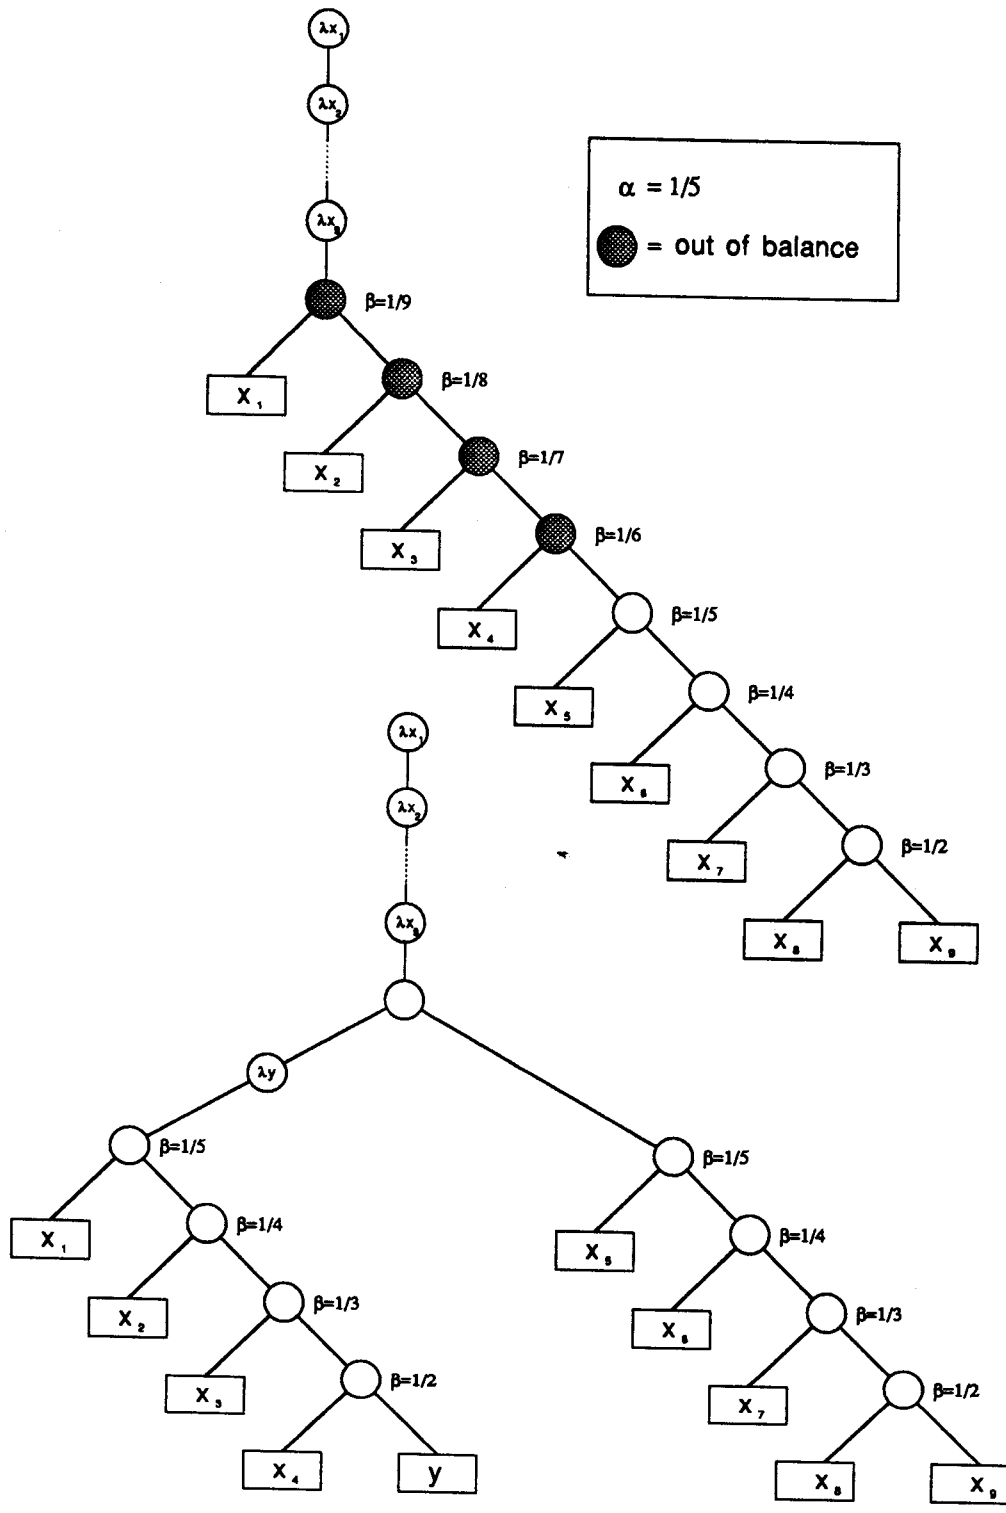 λx₁
λx₂
λx₉
α = 1/5
= out of balance
β=1/9
x₁
β=1/8
x₂
β=1/7
x₃
β=1/6
x₄
β=1/5
x₅
β=1/4
x₆
β=1/3
x₇
β=1/2
x₈
x₉
λx₁
λx₂
λx₉
λy
β=1/5
β=1/5
x₁
x₅
β=1/4
β=1/4
x₂
x₆
β=1/3
β=1/3
x₃
x₇
β=1/2
β=1/2
x₄
y
x₈
x₉